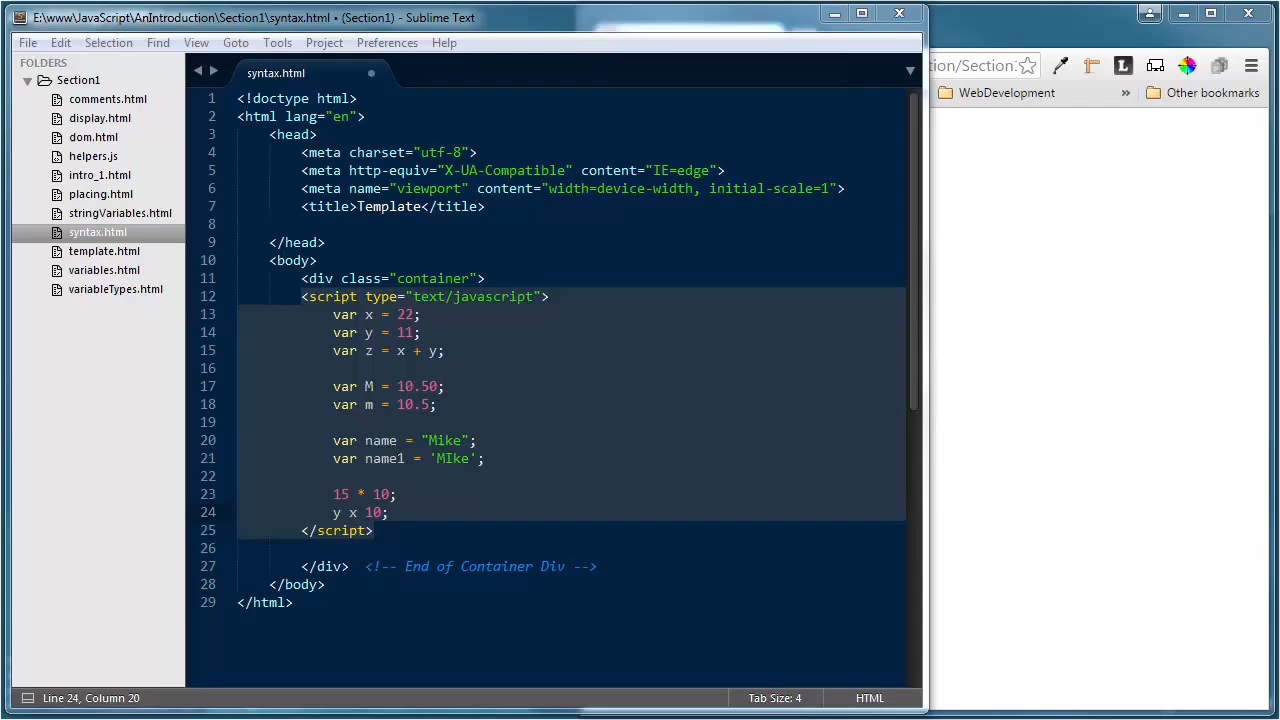 E:\www\JavaScript\AnIntroduction\Section1\syntax.html • (Section1) - Sublime Text
File Edit Selection Find View Goto Tools Project Preferences Help
FOLDERS
Section1
comments.html
display.html
dom.html
helpers.js
intro_1.html
placing.html
stringVariables.html
syntax.html
template.html
variables.html
variableTypes.html
syntax.html
1 <!doctype html>
2 <html lang="en">
3 <head>
4 <meta charset="utf-8">
5 <meta http-equiv="X-UA-Compatible" content="IE=edge">
6 <meta name="viewport" content="width=device-width, initial-scale=1">
7 <title>Template</title>
8
9 </head>
10 <body>
11 <div class="container">
12 <script type="text/javascript">
13 var x = 22;
14 var y = 11;
15 var z = x + y;
16
17 var M = 10.50;
18 var m = 10.5;
19
20 var name = "Mike";
21 var name1 = 'MIke';
22
23 15 * 10;
24 y x 10;
25 </script>
26
27 </div> <!-- End of Container Div -->
28 </body>
29 </html>
Line 24, Column 20
Tab Size: 4
HTML
ion/Section:
WebDevelopment
» Other bookmarks